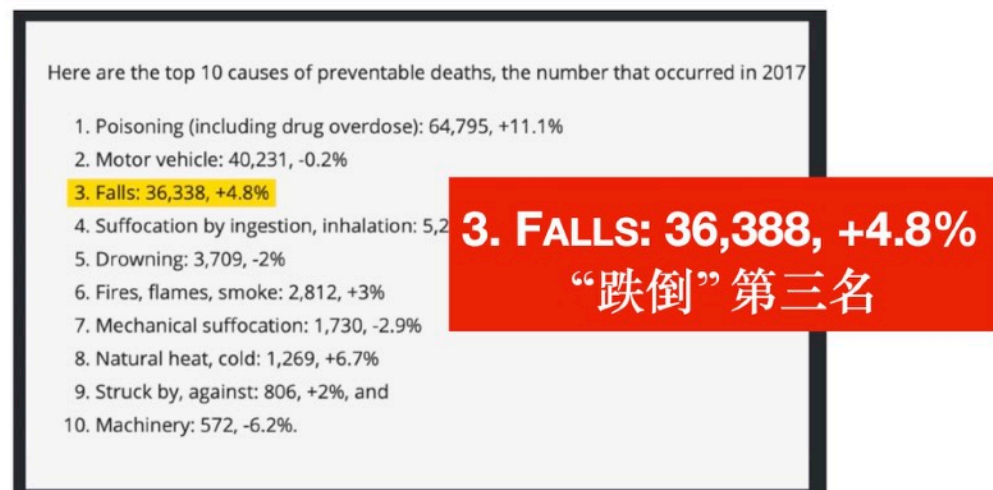 Here are the top 10 causes of preventable deaths, the number that occurred in 2017
1. Poisoning (including drug overdose): 64,795, +11.1%
2. Motor vehicle: 40,231, -0.2%
3. Falls: 36,338, +4.8%
4. Suffocation by ingestion, inhalation: 5,2
5. Drowning: 3,709, -2%
6. Fires, flames, smoke: 2,812, +3%
7. Mechanical suffocation: 1,730, -2.9%
8. Natural heat, cold: 1,269, +6.7%
9. Struck by, against: 806, +2%, and
10. Machinery: 572, -6.2%.
3. FALLS: 36,388, +4.8%
“跌倒”第三名